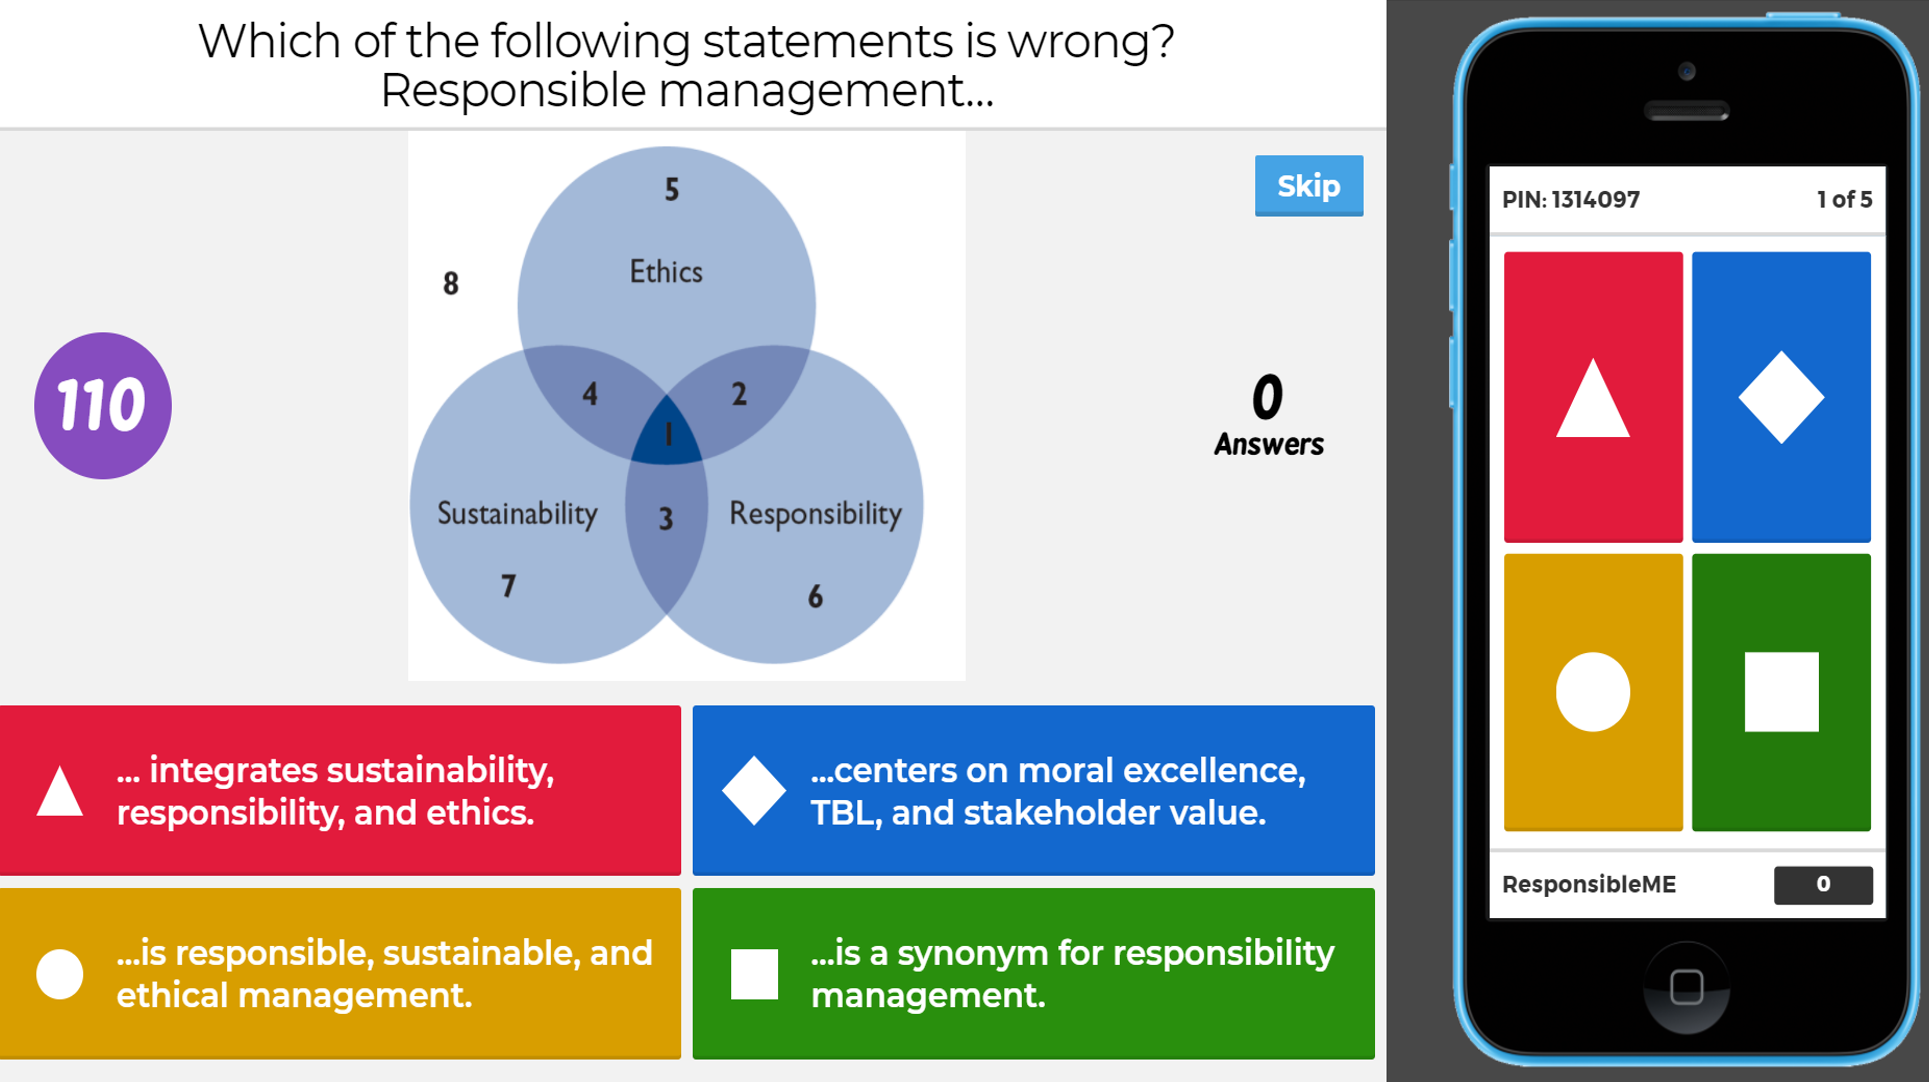 Which of the following statements is wrong?
Responsible management...
Skip
5
Ethics
8
110
4
2
1
0
Answers
Sustainability
3
Responsibility
7
6
... integrates sustainability,
responsibility, and ethics.
...centers on moral excellence,
TBL, and stakeholder value.
...is responsible, sustainable, and
ethical management.
...is a synonym for responsibility
management.
PIN: 1314097
1 of 5
ResponsibleME
0